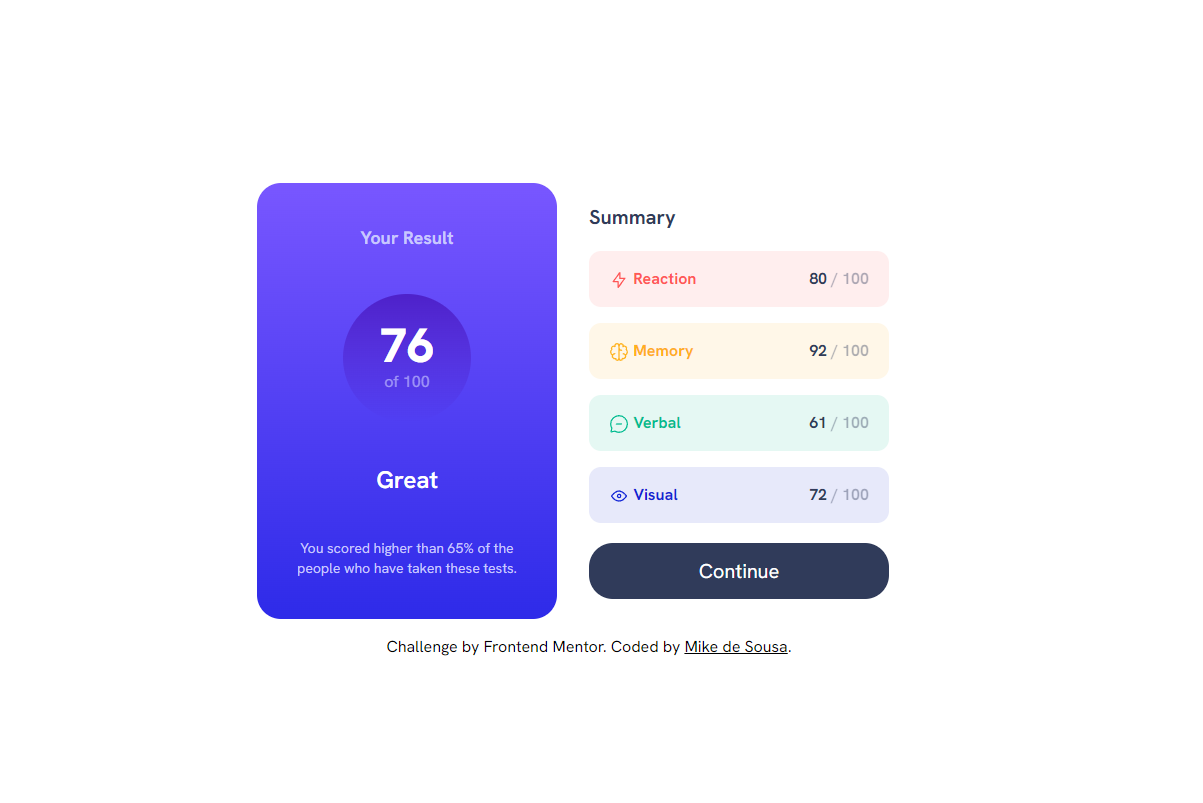 Your Result
76
of 100
Great
You scored higher than 65% of the
people who have taken these tests.
Summary
Reaction 80 / 100
Memory 92 / 100
Verbal 61 / 100
Visual 72 / 100
Continue
Challenge by Frontend Mentor. Coded by Mike de Sousa.